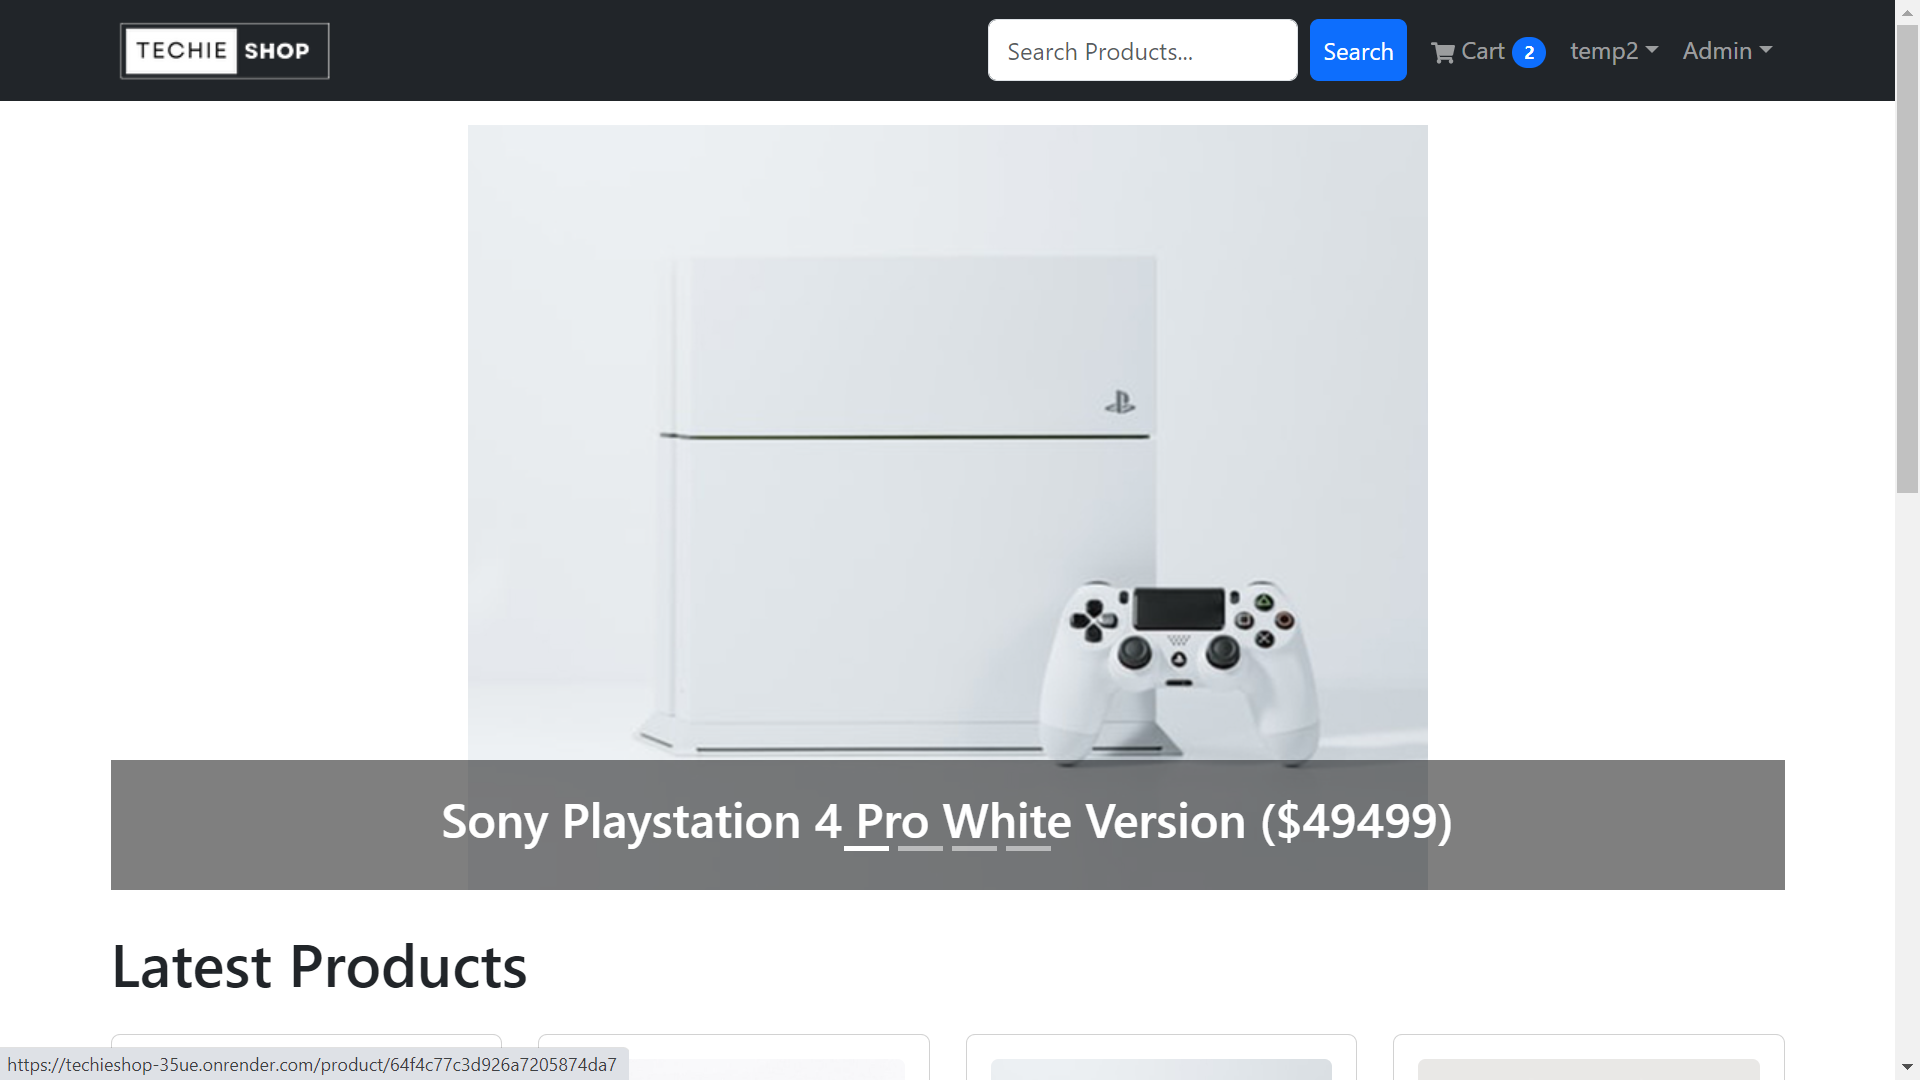 TECHIE SHOP
Search Products...
Search
Cart 2
temp2
Admin
Sony Playstation 4 Pro White Version ($49499)
Latest Products
https://techieshop-35ue.onrender.com/product/64f4c77c3d926a7205874da7